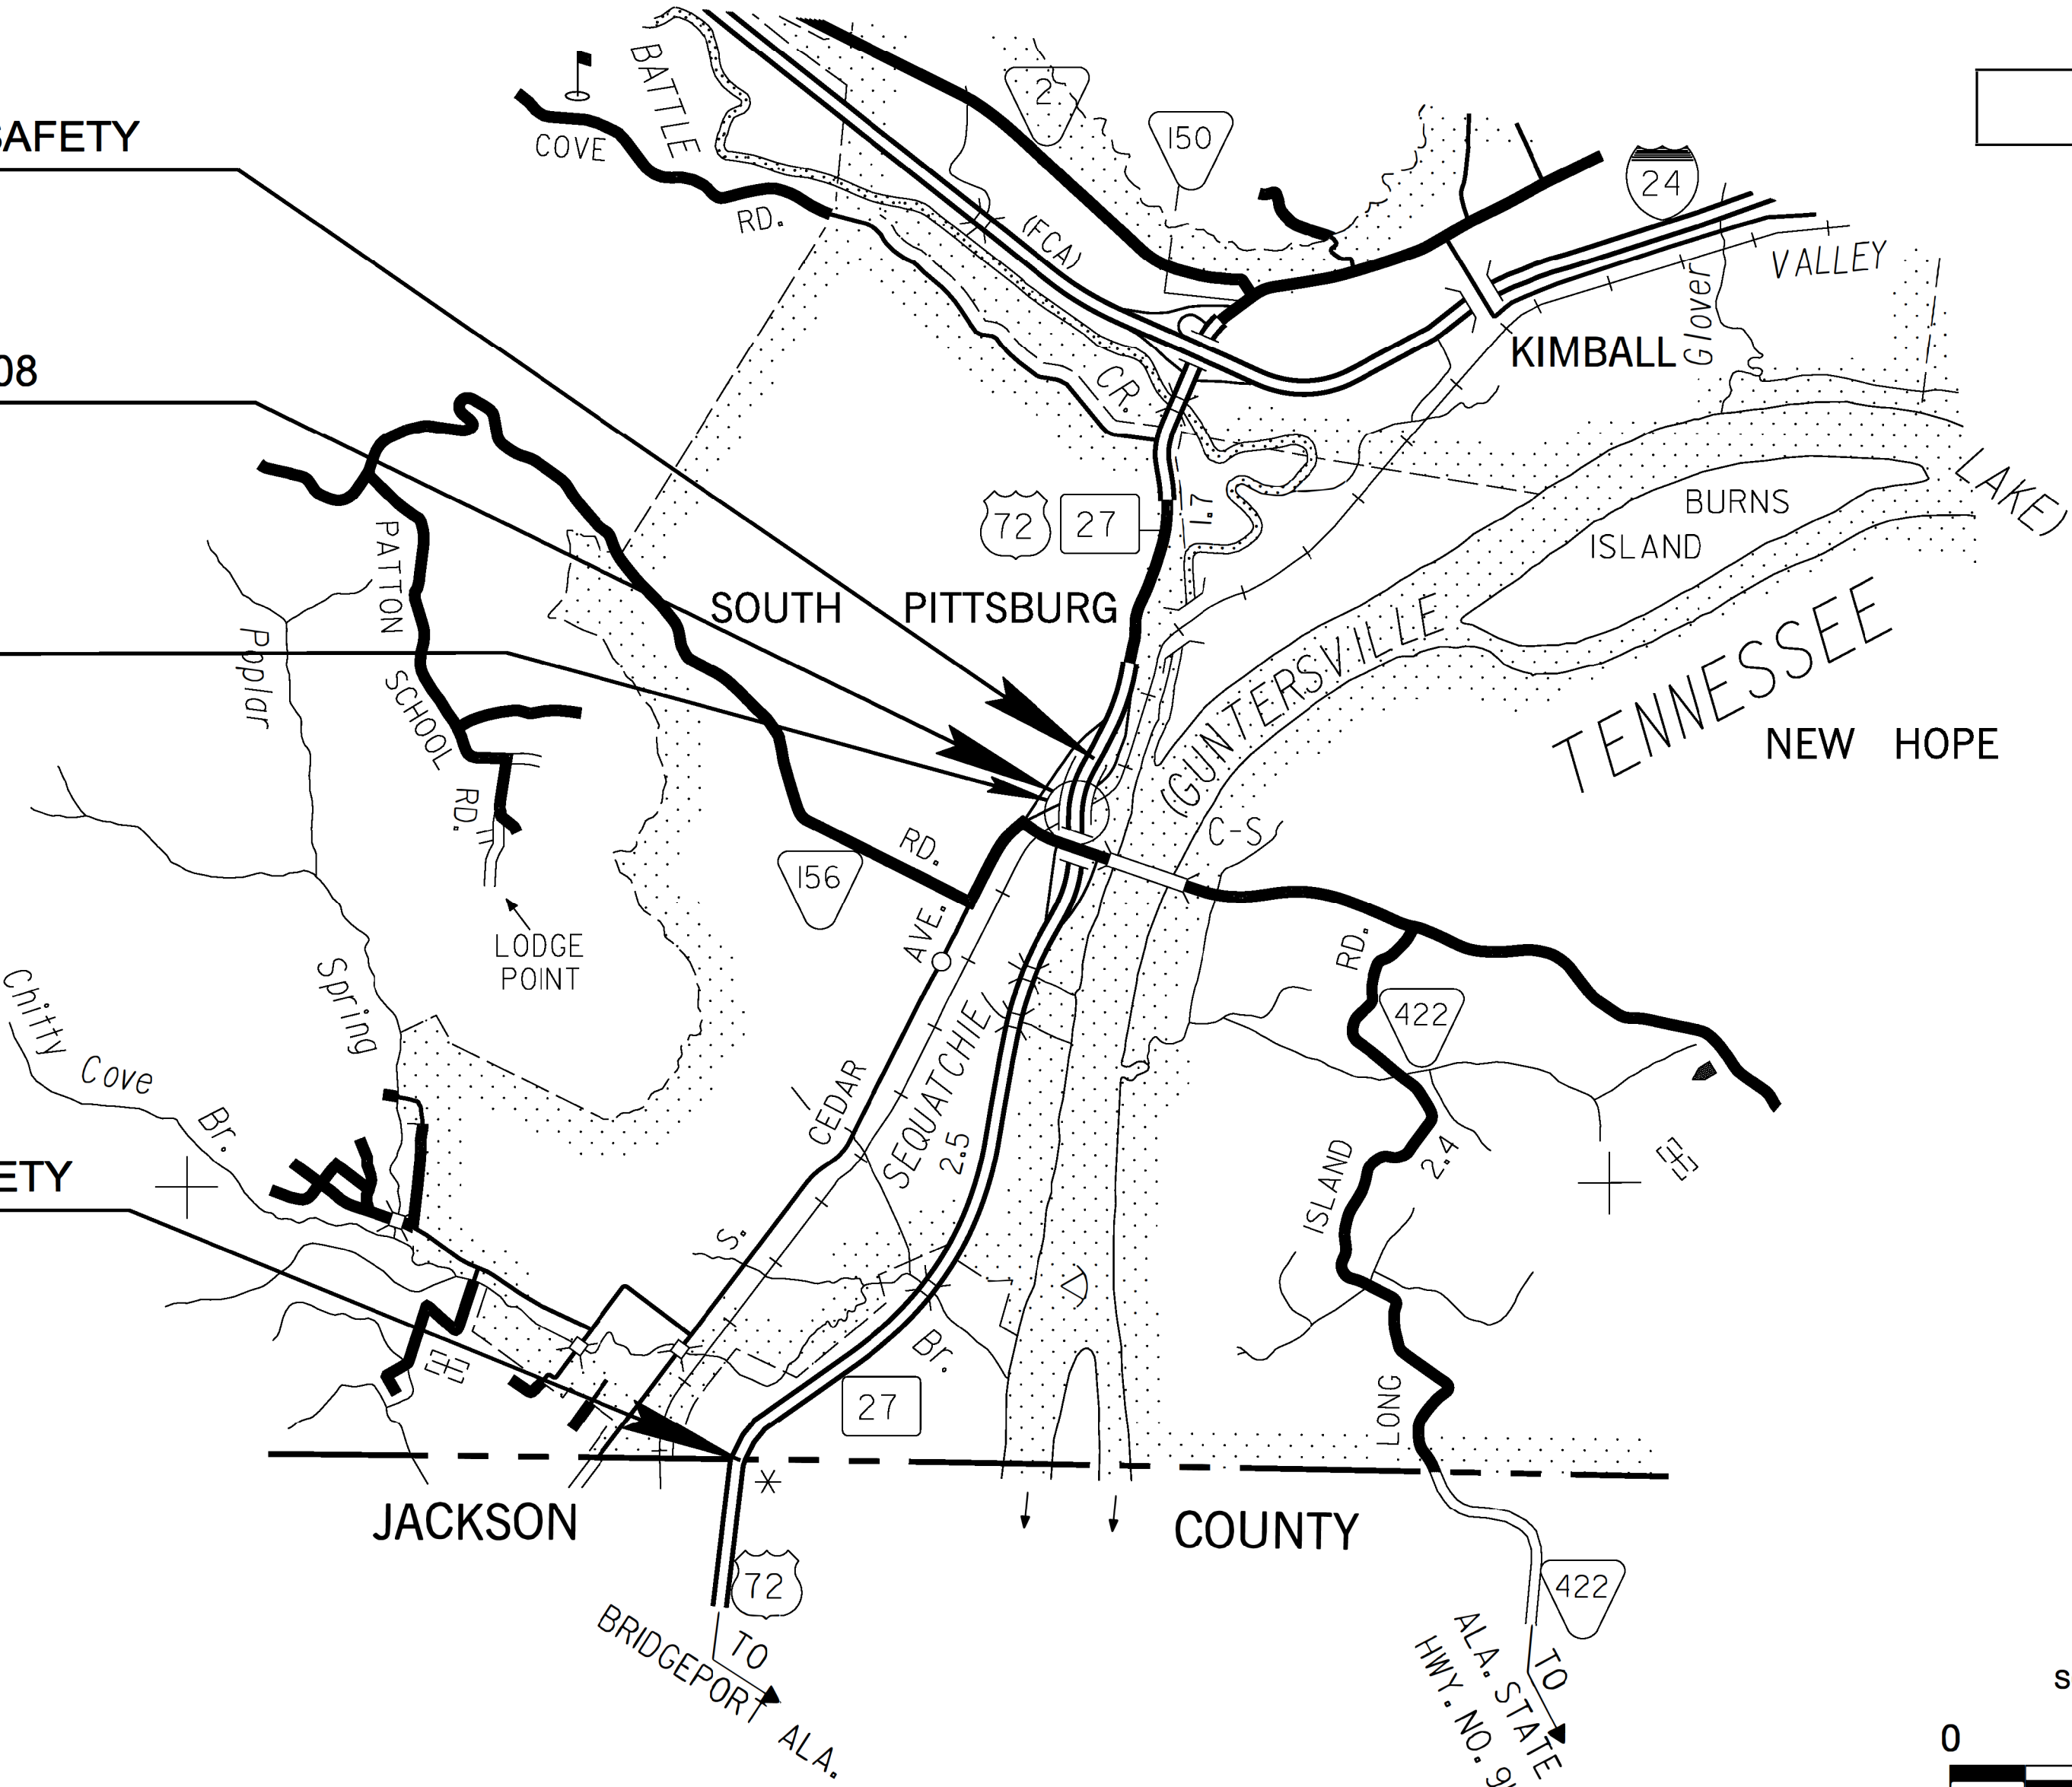 BATTLE
SAFETY
COVE
RD.
2
150
24
(FCA)
VALLEY
Glover
KIMBALL
08
CR.
LAKE)
BURNS
ISLAND
72
27
1.7
PATTON
SOUTH PITTSBURG
(GUNTERSVILLE
TENNESSEE
Poplar
SCHOOL
RD.
NEW HOPE
C-S
RD.
156
AVE.
LODGE
POINT
RD.
422
Chitty
Cove
Br.
Spring
CEDAR
SEQUATCHIE
2.5
2.4
ISLAND
ETY
S.
Br.
27
LONG
JACKSON
COUNTY
72
422
TO
BRIDGEPORT ALA.
TO
ALA. STATE
HWY. NO.
S
0